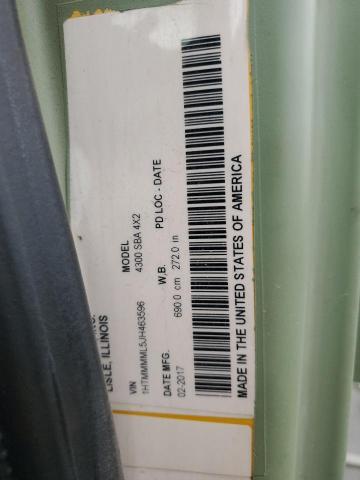 LISLE, ILLINOIS
VIN
1HTMMMML5JH463596
MODEL
4300 SBA 4X2
DATE MFG.
02-2017
W.B.
690.0 cm 272.0 in
PD LOC - DATE
MADE IN THE UNITED STATES OF AMERICA